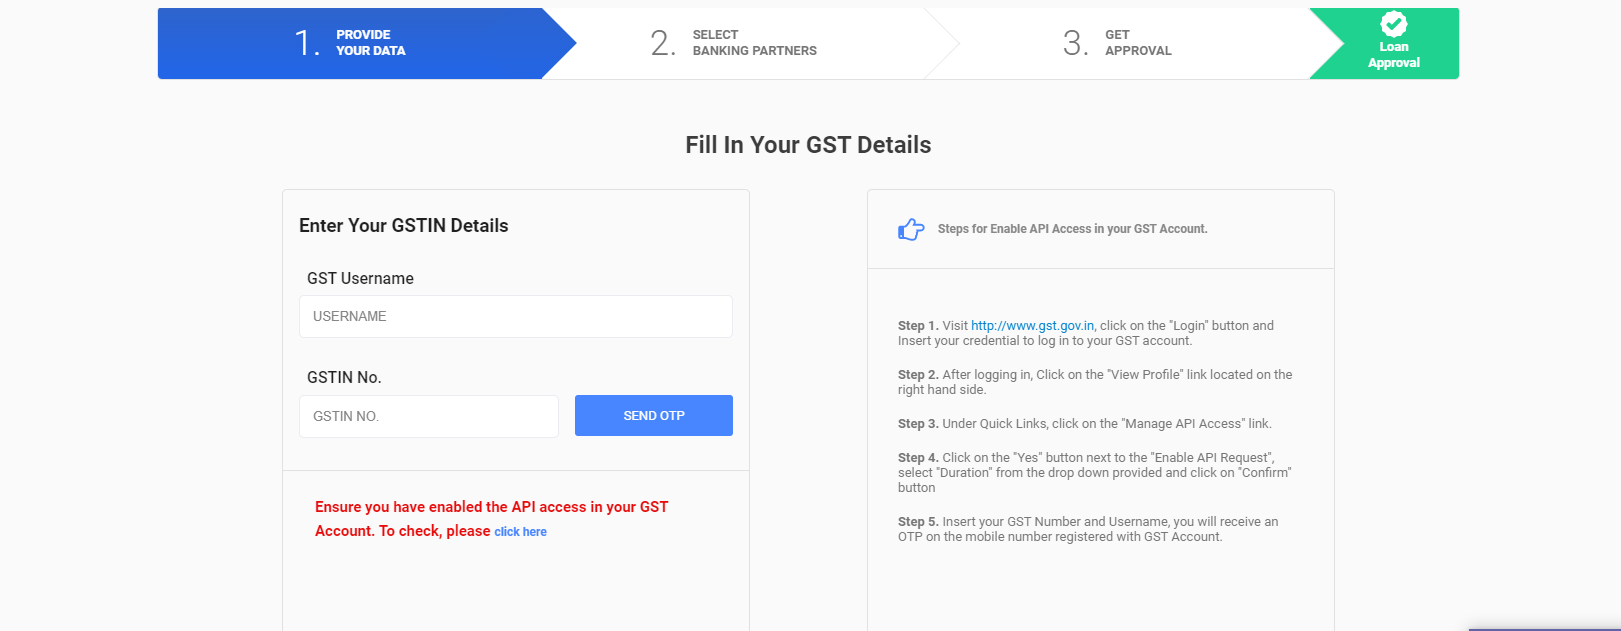 1. PROVIDE
YOUR DATA
2. SELECT
BANKING PARTNERS
3. GET
APPROVAL
Loan
Approval
Fill In Your GST Details
Enter Your GSTIN Details
GST Username
USERNAME
GSTIN No.
GSTIN NO.
SEND OTP
Ensure you have enabled the API access in your GST
Account. To check, please click here
Steps for Enable API Access in your GST Account.
Step 1. Visit http://www.gst.gov.in, click on the "Login" button and
Insert your credential to log in to your GST account.
Step 2. After logging in, Click on the "View Profile" link located on the
right hand side.
Step 3. Under Quick Links, click on the "Manage API Access" link.
Step 4. Click on the "Yes" button next to the "Enable API Request",
select "Duration" from the drop down provided and click on "Confirm"
button
Step 5. Insert your GST Number and Username, you will receive an
OTP on the mobile number registered with GST Account.